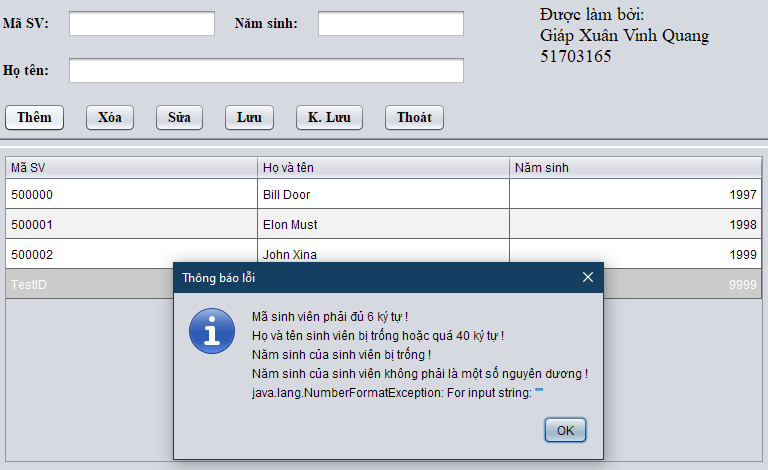 Mã SV:
Năm sinh:
Được làm bởi:
Giáp Xuân Vinh Quang
51703165
Họ tên:
Thêm
Xóa
Sửa
Lưu
K. Lưu
Thoát
Mã SV
Họ và tên
Năm sinh
500000
Bill Door
1997
500001
Elon Must
1998
500002
John Xina
1999
TestID
9999
Thông báo lỗi
Mã sinh viên phải đủ 6 ký tự !
Họ và tên sinh viên bị trống hoặc quá 40 ký tự !
Năm sinh của sinh viên bị trống !
Năm sinh của sinh viên không phải là một số nguyên dương !
java.lang.NumberFormatException: For input string: ""
OK